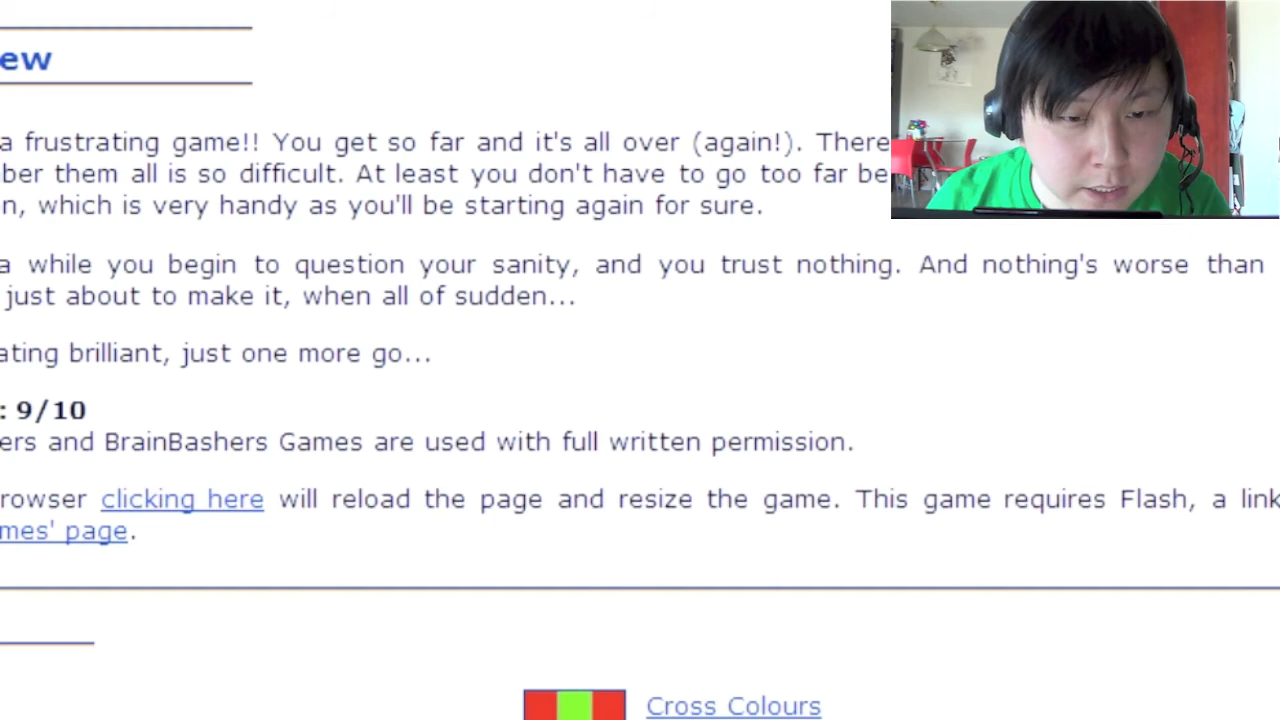 ew
a frustrating game!! You get so far and it's all over (again!). There
ber them all is so difficult. At least you don't have to go too far be
n, which is very handy as you'll be starting again for sure.
a while you begin to question your sanity, and you trust nothing. And nothing's worse than
just about to make it, when all of sudden...
ating brilliant, just one more go...
: 9/10
ers and BrainBashers Games are used with full written permission.
rowser clicking here will reload the page and resize the game. This game requires Flash, a link
mes' page.
Cross Colours